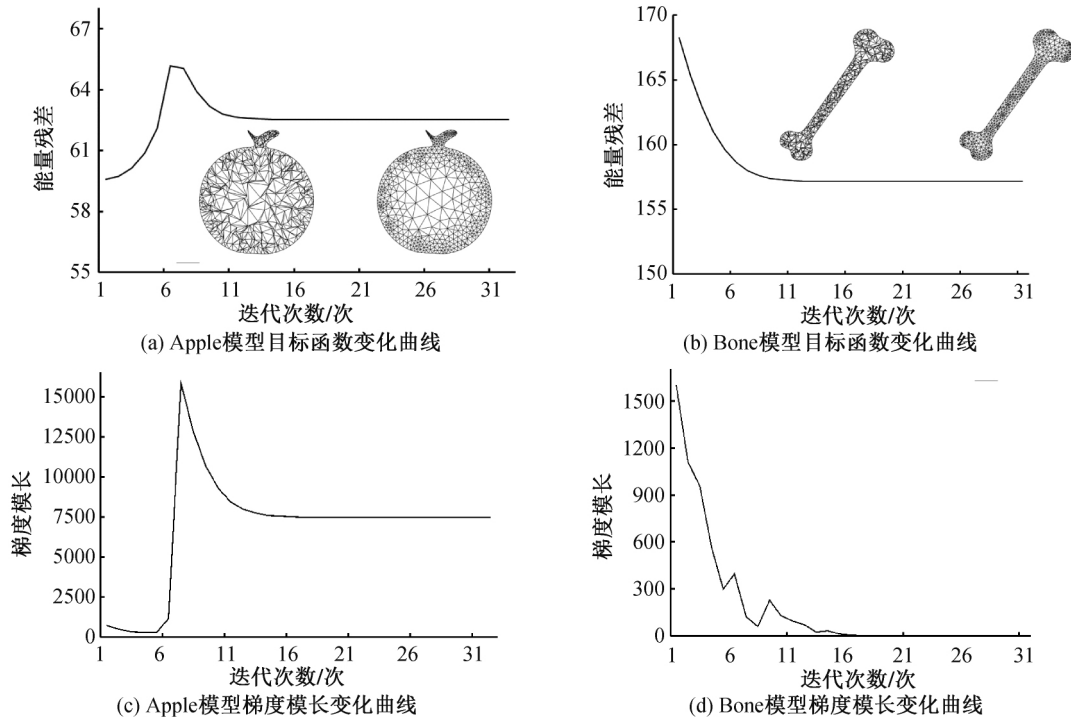 67
64
61
58
55
能量残差
1 6 11 16 21 26 31
迭代次数/次
(a) Apple模型目标函数变化曲线
170
165
160
155
150
能量残差
1 6 11 16 21 26 31
迭代次数/次
(b) Bone模型目标函数变化曲线
15000
12500
10000
7500
5000
2500
0
梯度模长
1 6 11 16 21 26 31
迭代次数/次
(c) Apple模型梯度模长变化曲线
1500
1200
900
600
300
0
梯度模长
1 6 11 16 21 26 31
迭代次数/次
(d) Bone模型梯度模长变化曲线